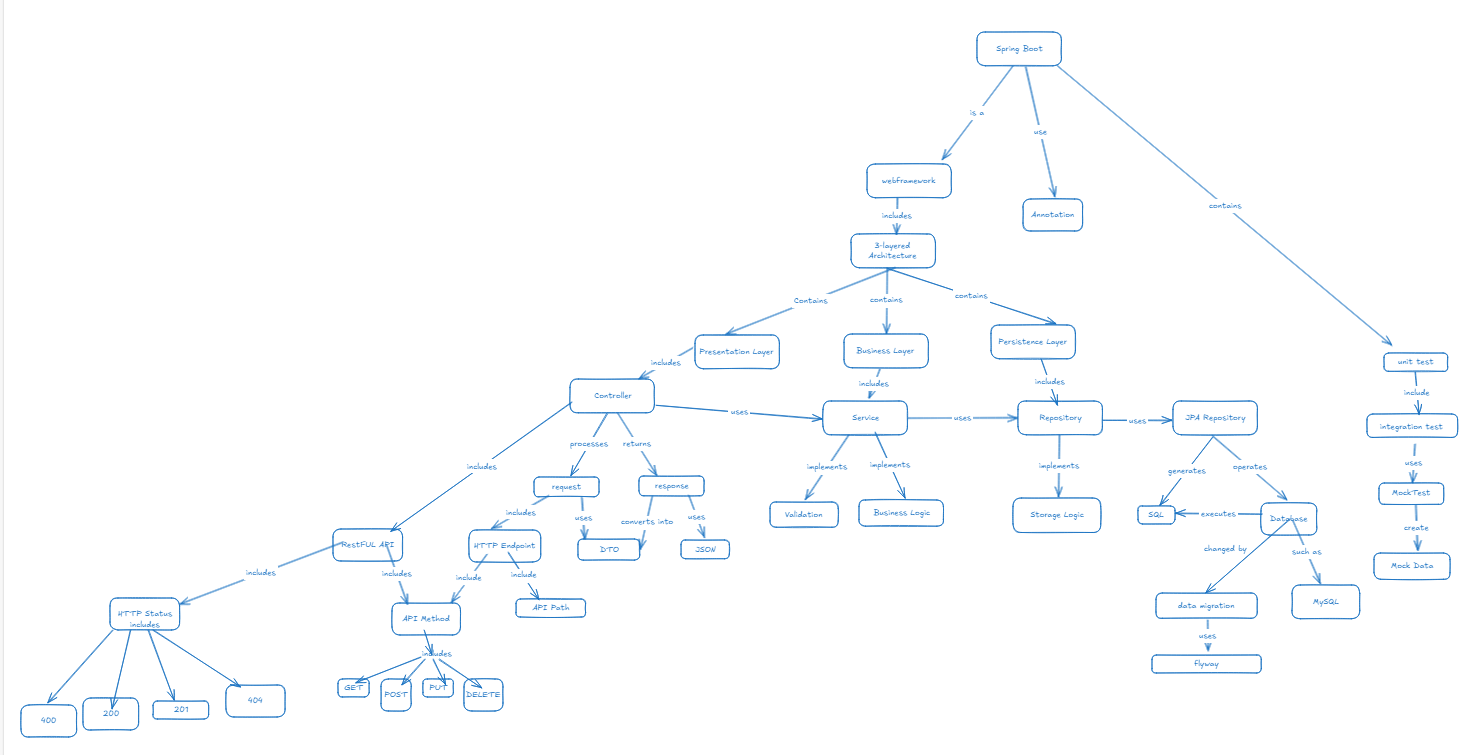 Spring Boot
is a
use
webframework
contains
Annotation
includes
3-layered
Architecture
Contains
contains
contains
Presentation Layer
Business Layer
Persistence Layer
unit test
includes
includes
includes
include
Controller
uses
Service
uses
Repository
uses
JPA Repository
integration test
processes
returns
includes
implements
implements
implements
generates
operates
uses
request
response
MockTest
includes
uses
converts into
uses
Validation
Business Logic
Storage Logic
SQL
executes
Database
create
RestFUL API
HTTP Endpoint
DTO
JSON
changed by
such as
Mock Data
includes
includes
include
include
HTTP Status
includes
API Method
API Path
data migration
MySQL
includes
uses
flyway
GET
POST
PUT
DELETE
400
200
201
404